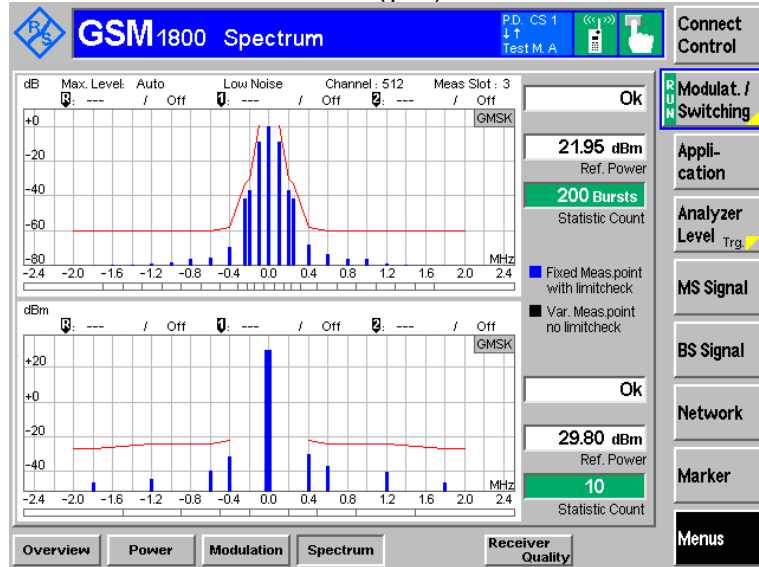 R/S GSM 1800 Spectrum
P.D. CS 1
↓↑
Test M. A
Connect Control
dB Max. Level: Auto Low Noise Channel : 512 Meas Slot : 3
R: --- / Off 1: --- / Off 2: --- / Off
GMSK
+0
-20
-40
-60
-80
MHz
-2.4 -2.0 -1.6 -1.2 -0.8 -0.4 0.0 0.4 0.8 1.2 1.6 2.0 2.4
Ok
21.95 dBm
Ref. Power
200 Bursts
Statistic Count
Fixed Meas.point
with limitcheck
Var. Meas.point
no limitcheck
dBm
R: --- / Off 1: --- / Off 2: --- / Off
GMSK
+20
+0
-20
-40
MHz
-2.4 -2.0 -1.6 -1.2 -0.8 -0.4 0.0 0.4 0.8 1.2 1.6 2.0 2.4
Ok
29.80 dBm
Ref. Power
10
Statistic Count
RUN
Modulat. /
Switching
Appli-
cation
Analyzer
Level Trg.
MS Signal
BS Signal
Network
Marker
Menus
Overview Power Modulation Spectrum Receiver
Quality